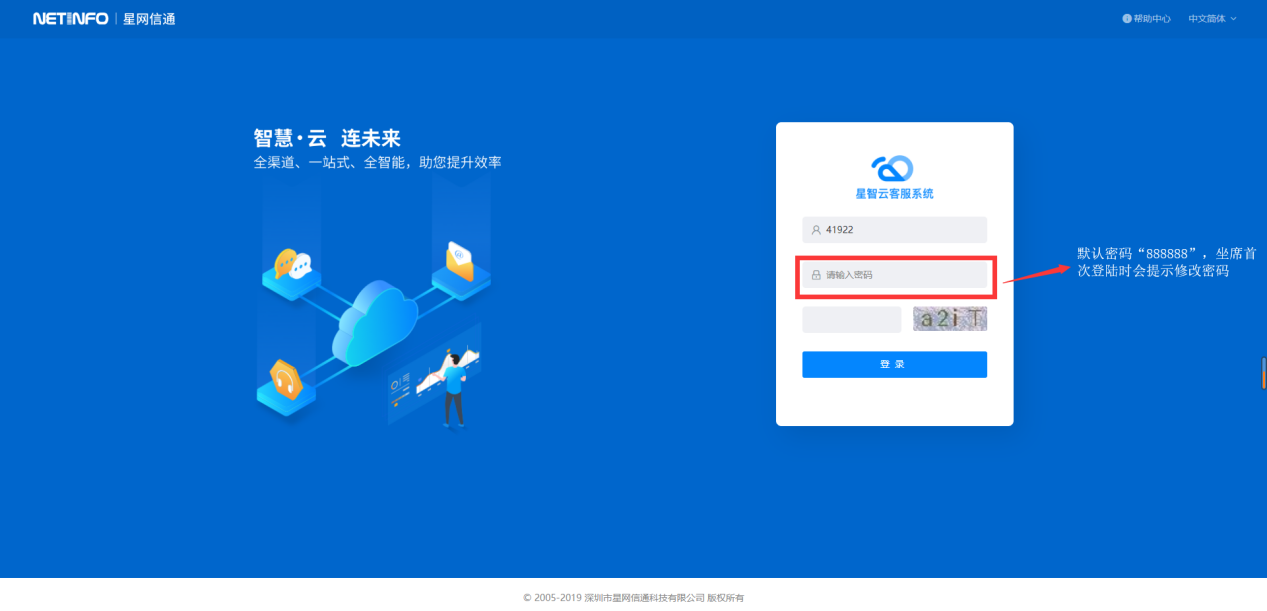 NETINFO 星网信通
帮助中心 中文简体
智慧·云 连未来
全渠道、一站式、全智能，助您提升效率
星智云客服系统
41922
请输入密码
默认密码“888888”，坐席首
次登陆时会提示修改密码
a2iT
登 录
© 2005-2019 深圳市星网信通科技有限公司 版权所有